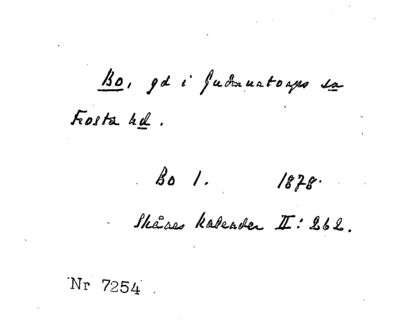 Bo, gd i Gudmuntorps sn
Frosta hd.
Bo 1. 1878.
Skånes kalender II: 262.
Nr 7254